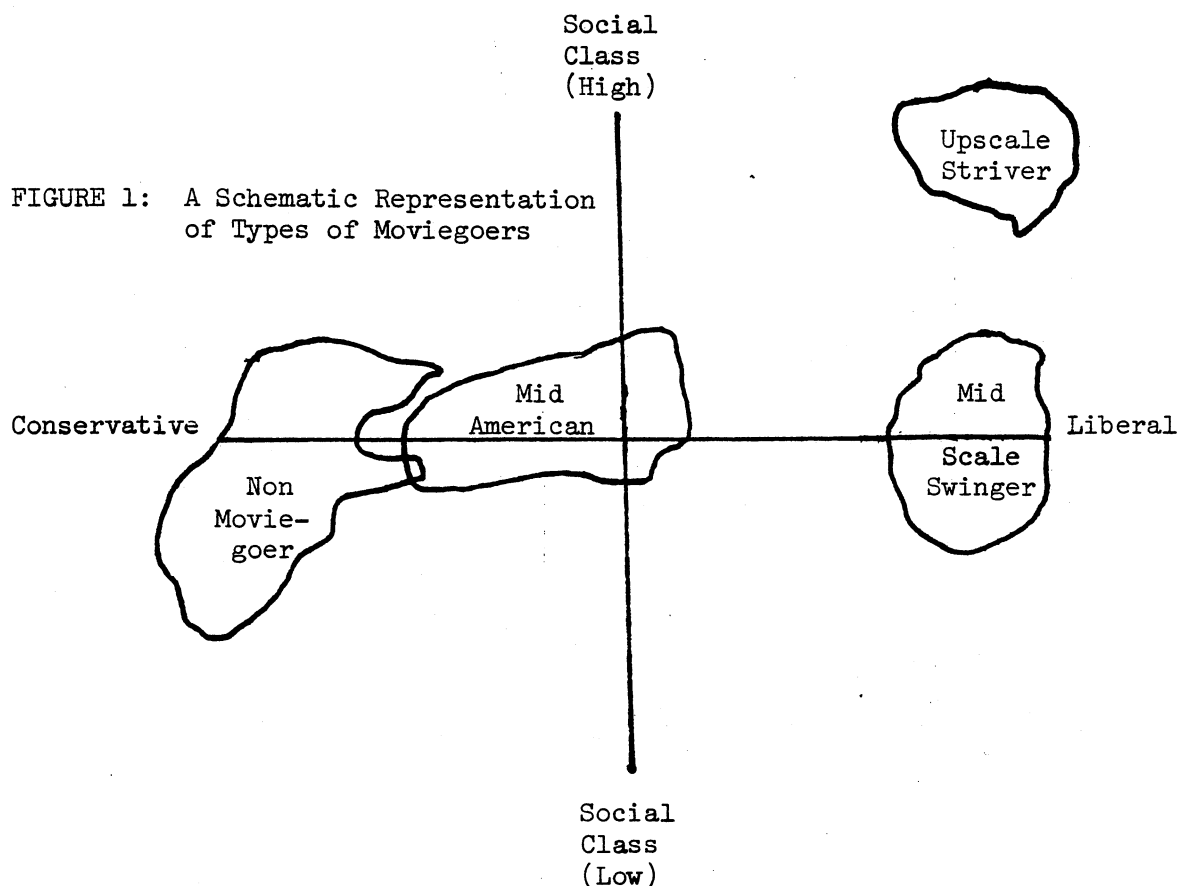 Social
Class
(High)
Upscale
Striver
FIGURE 1: A Schematic Representation
of Types of Moviegoers
Mid
American
Mid
Conservative
Liberal
Scale
Swinger
Non
Movie-
goer
Social
Class
(Low)